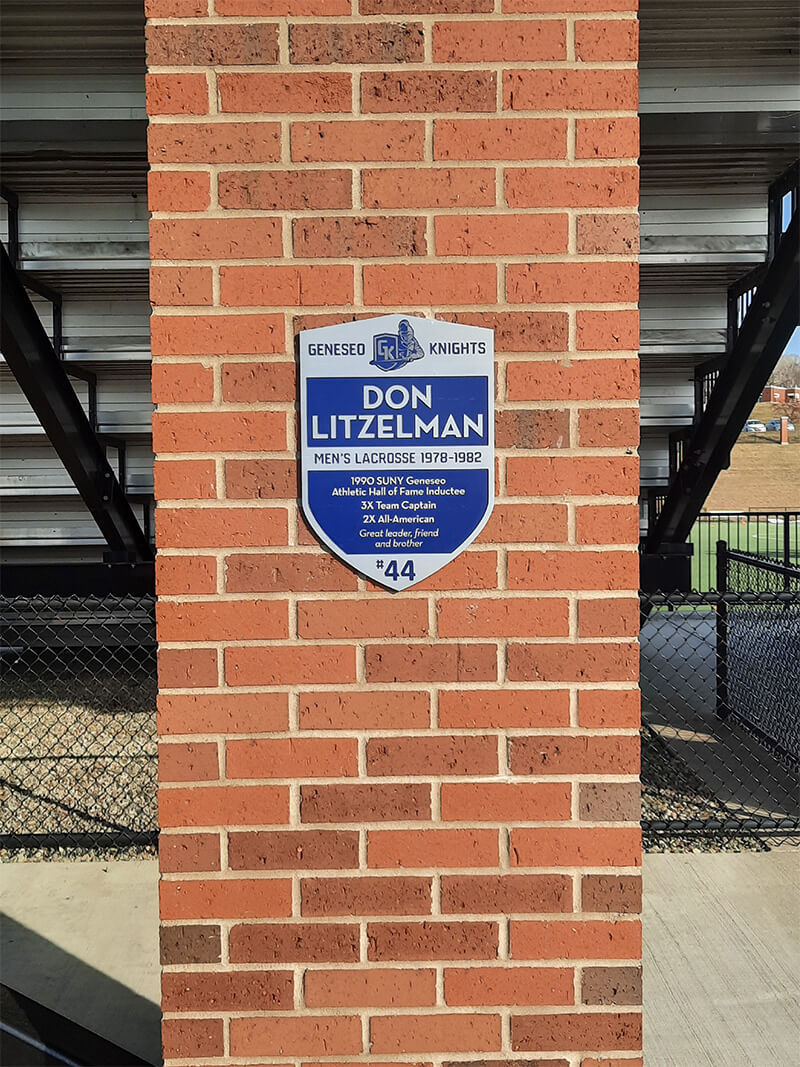 GENESEO GK KNIGHTS
DON
LITZELMAN
MEN'S LACROSSE 1978-1982
1990 SUNY Geneseo
Athletic Hall of Fame Inductee
3X Team Captain
2X All-American
Great leader, friend
and brother
#44